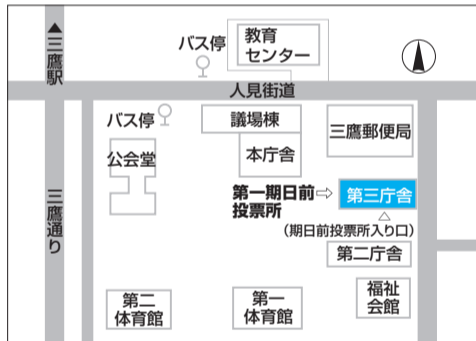 ▲三鷹駅
バス停
教育
センター
人見街道
バス停
議場棟
三鷹郵便局
公会堂
本庁舎
第一期日前⇨
投票所
第三庁舎
△
(期日前投票所入り口)
三鷹通り
第二庁舎
福祉
会館
第二
体育館
第一
体育館